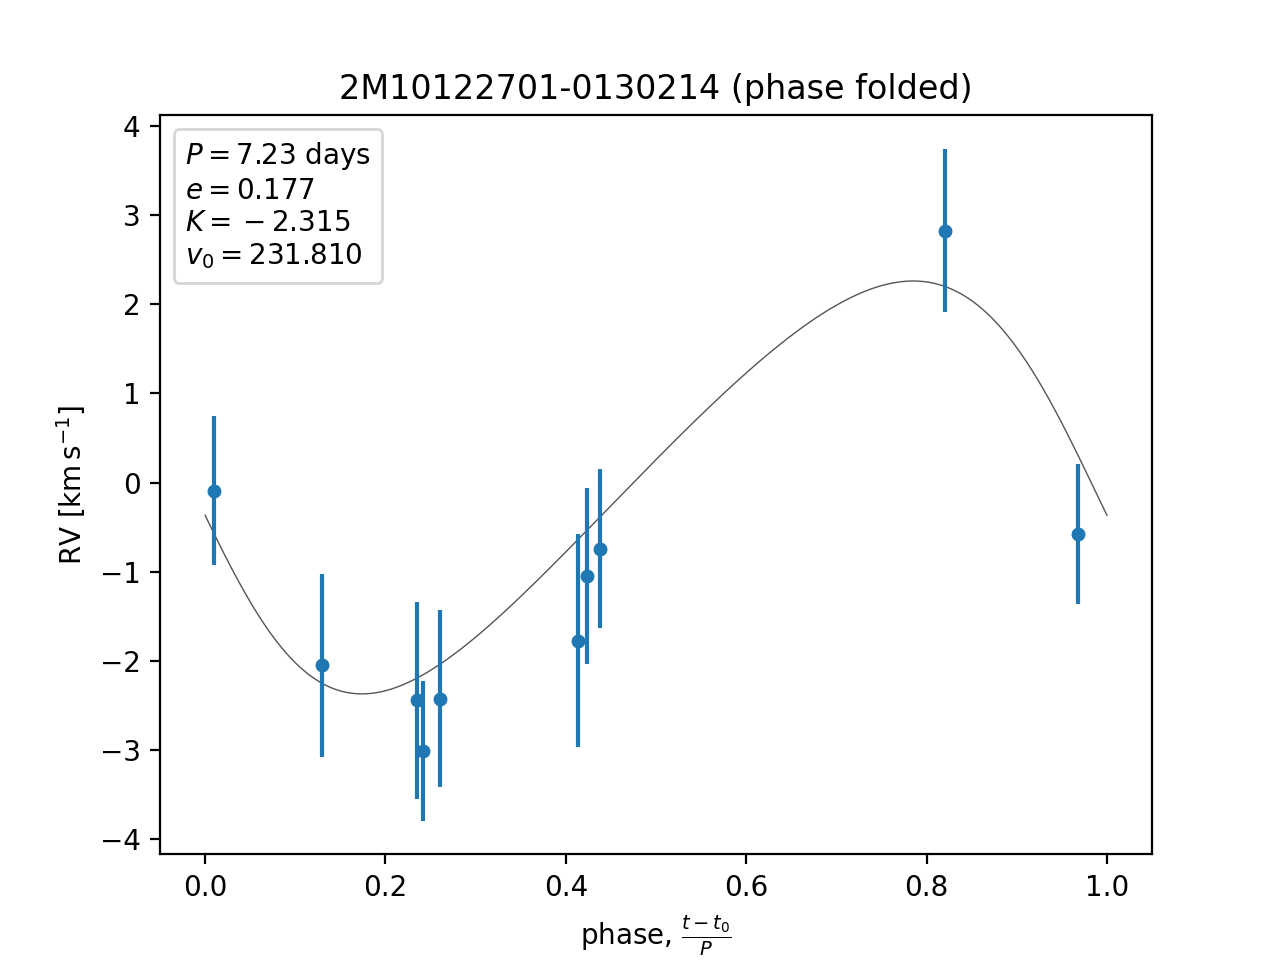 2M10122701-0130214 (phase folded)
P = 7.23 days
e = 0.177
K = −2.315
v₀ = 231.810
4
3
2
1
0
−1
−2
−3
−4
RV [km s⁻¹]
0.0 0.2 0.4 0.6 0.8 1.0
phase, (t − t₀)/P